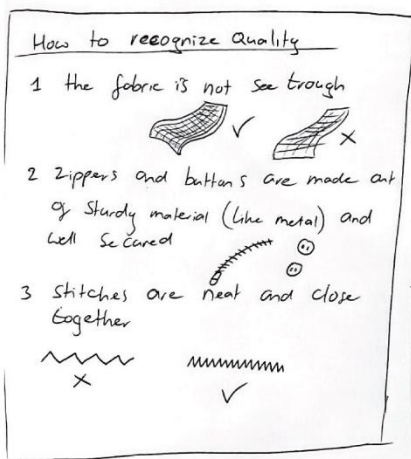 How to recognize Quality
1 the fabric is not see trough
2 Zippers and buttons are made out
of sturdy material (like metal) and
well secured
3 Stitches are neat and close
together